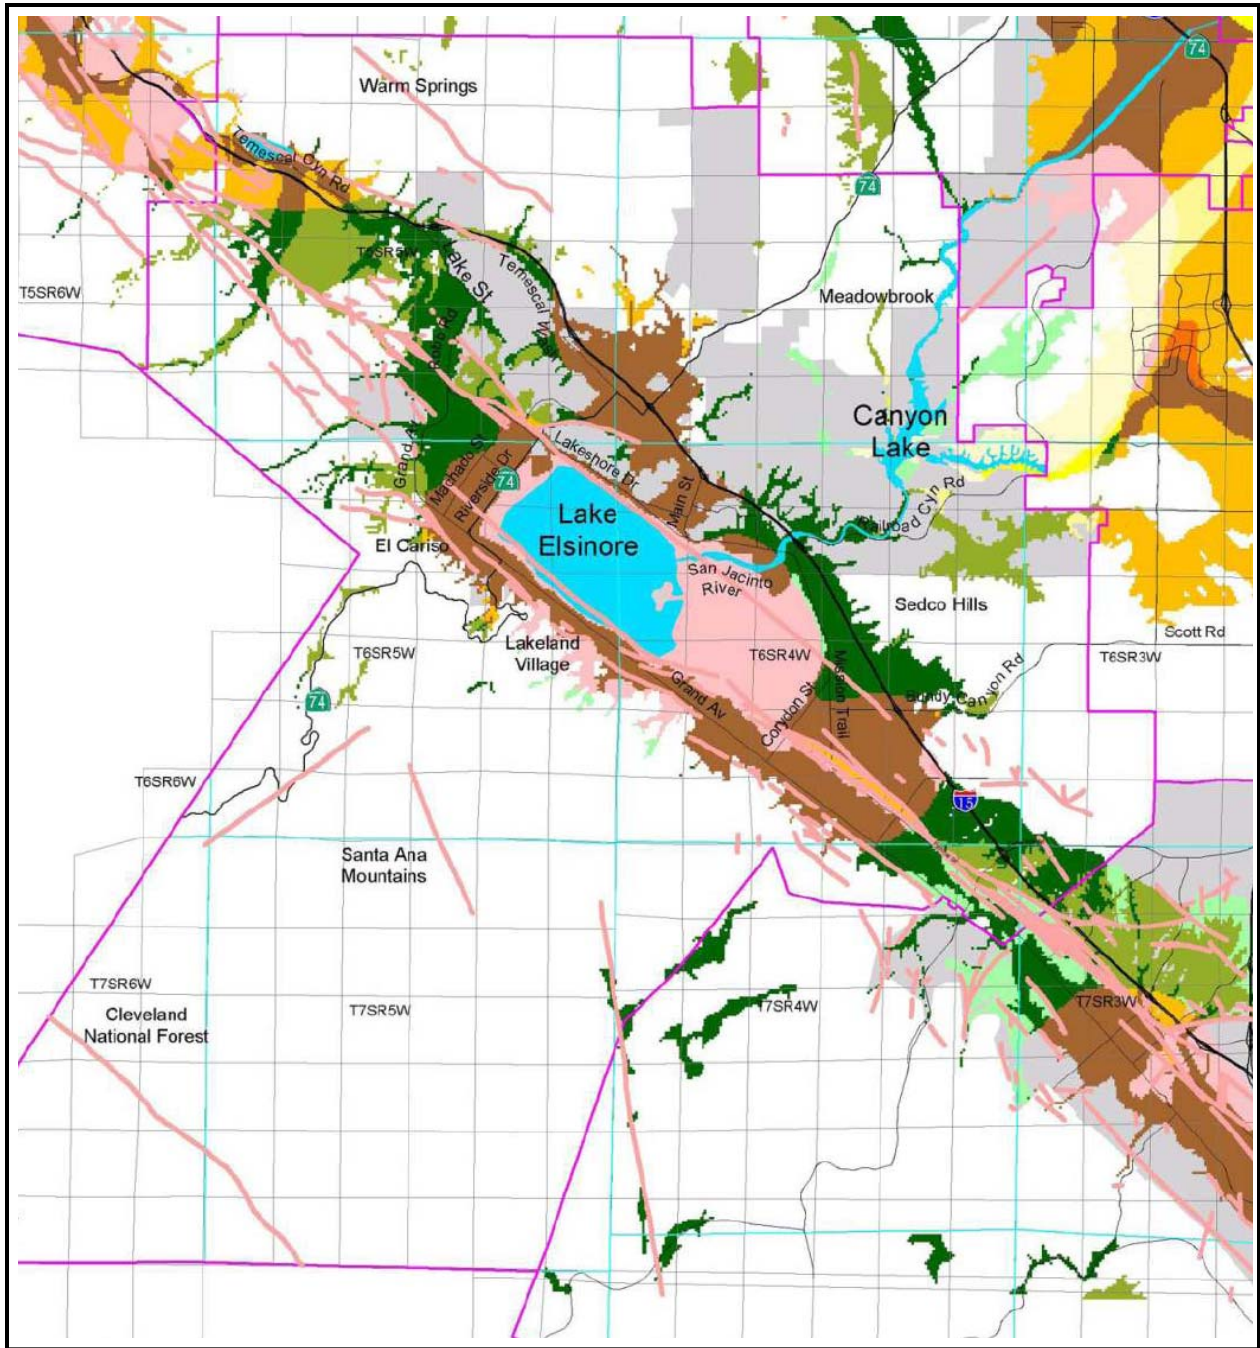 74
Warm Springs
Temescal Cyn Rd
74
T5SR5W
Lake St
Temescal Wash
T5SR6W
Meadowbrook
Canyon
Lake
Grand Av
Machado St
Riverside Dr
74
Lakeshore Dr
Main St
Railroad Cyn Rd
Lake
Elsinore
El Cariso
San Jacinto
River
Sedco Hills
Scott Rd
Lakeland
Village
T6SR5W
T6SR4W
T6SR3W
74
Grand Av
Corydon St
Mission Trail
Bundy Canyon Rd
T6SR6W
15
Santa Ana
Mountains
T7SR6W
Cleveland
National Forest
T7SR5W
T7SR4W
T7SR3W